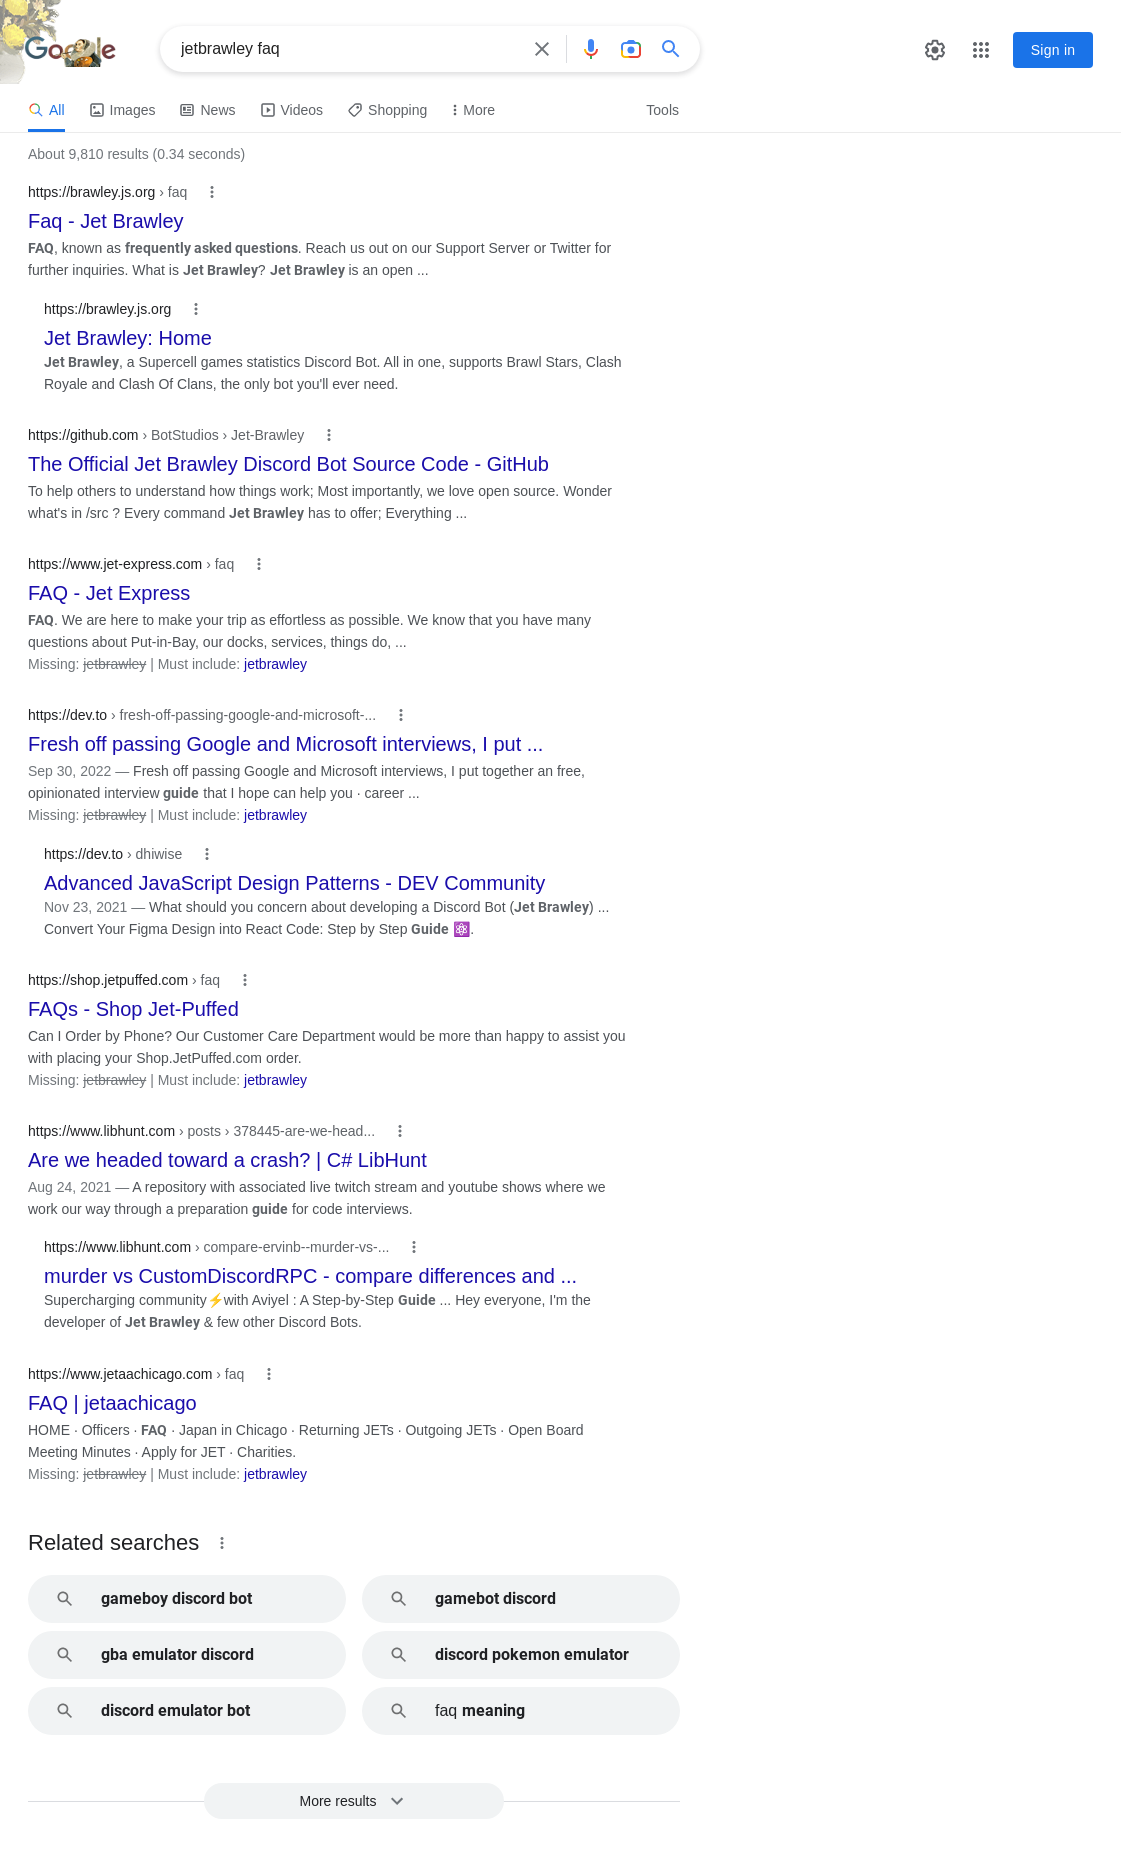 Google
jetbrawley faq
Sign in
All
Images
News
Videos
Shopping
More
Tools
About 9,810 results (0.34 seconds)
https://brawley.js.org › faq
Faq - Jet Brawley
FAQ, known as frequently asked questions. Reach us out on our Support Server or Twitter for
further inquiries. What is Jet Brawley? Jet Brawley is an open ...
https://brawley.js.org
Jet Brawley: Home
Jet Brawley, a Supercell games statistics Discord Bot. All in one, supports Brawl Stars, Clash
Royale and Clash Of Clans, the only bot you'll ever need.
https://github.com › BotStudios › Jet-Brawley
The Official Jet Brawley Discord Bot Source Code - GitHub
To help others to understand how things work; Most importantly, we love open source. Wonder
what's in /src ? Every command Jet Brawley has to offer; Everything ...
https://www.jet-express.com › faq
FAQ - Jet Express
FAQ. We are here to make your trip as effortless as possible. We know that you have many
questions about Put-in-Bay, our docks, services, things do, ...
Missing: jetbrawley | Must include: jetbrawley
https://dev.to › fresh-off-passing-google-and-microsoft-...
Fresh off passing Google and Microsoft interviews, I put ...
Sep 30, 2022 — Fresh off passing Google and Microsoft interviews, I put together an free,
opinionated interview guide that I hope can help you · career ...
Missing: jetbrawley | Must include: jetbrawley
https://dev.to › dhiwise
Advanced JavaScript Design Patterns - DEV Community
Nov 23, 2021 — What should you concern about developing a Discord Bot (Jet Brawley) ...
Convert Your Figma Design into React Code: Step by Step Guide ⚛️.
https://shop.jetpuffed.com › faq
FAQs - Shop Jet-Puffed
Can I Order by Phone? Our Customer Care Department would be more than happy to assist you
with placing your Shop.JetPuffed.com order.
Missing: jetbrawley | Must include: jetbrawley
https://www.libhunt.com › posts › 378445-are-we-head...
Are we headed toward a crash? | C# LibHunt
Aug 24, 2021 — A repository with associated live twitch stream and youtube shows where we
work our way through a preparation guide for code interviews.
https://www.libhunt.com › compare-ervinb--murder-vs-...
murder vs CustomDiscordRPC - compare differences and ...
Supercharging community⚡with Aviyel : A Step-by-Step Guide ... Hey everyone, I'm the
developer of Jet Brawley & few other Discord Bots.
https://www.jetaachicago.com › faq
FAQ | jetaachicago
HOME · Officers · FAQ · Japan in Chicago · Returning JETs · Outgoing JETs · Open Board
Meeting Minutes · Apply for JET · Charities.
Missing: jetbrawley | Must include: jetbrawley
Related searches
gameboy discord bot
gamebot discord
gba emulator discord
discord pokemon emulator
discord emulator bot
faq meaning
More results